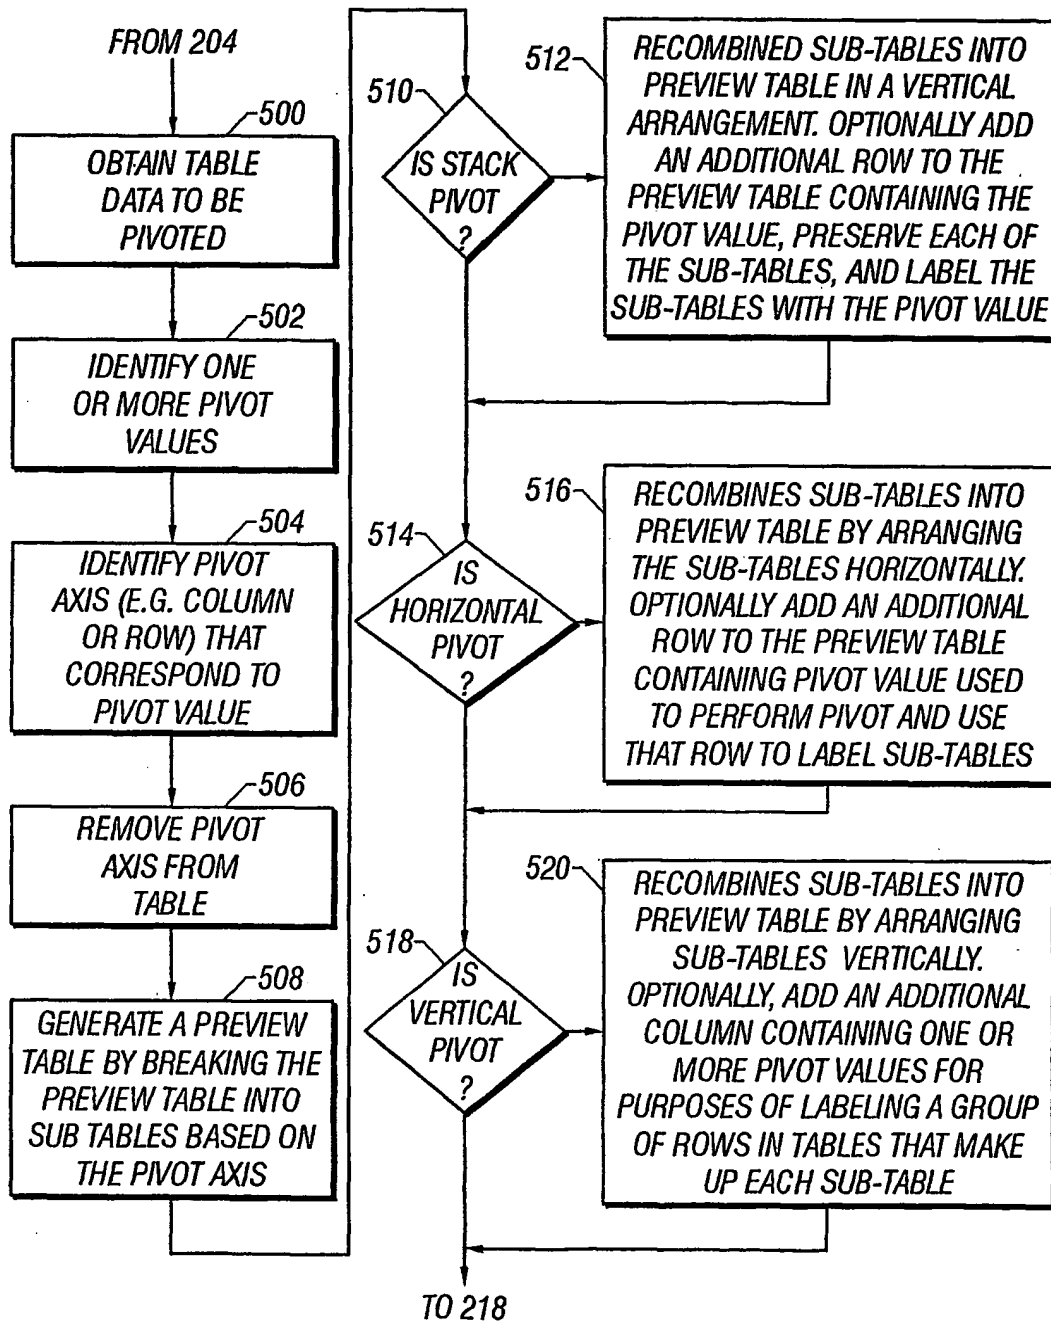 FROM 204
500
OBTAIN TABLE
DATA TO BE
PIVOTED
502
IDENTIFY ONE
OR MORE PIVOT
VALUES
504
IDENTIFY PIVOT
AXIS (E.G. COLUMN
OR ROW) THAT
CORRESPOND TO
PIVOT VALUE
506
REMOVE PIVOT
AXIS FROM
TABLE
508
GENERATE A PREVIEW
TABLE BY BREAKING THE
PREVIEW TABLE INTO
SUB TABLES BASED ON
THE PIVOT AXIS
510
IS STACK
PIVOT
?
512
RECOMBINED SUB-TABLES INTO
PREVIEW TABLE IN A VERTICAL
ARRANGEMENT. OPTIONALLY ADD
AN ADDITIONAL ROW TO THE
PREVIEW TABLE CONTAINING THE
PIVOT VALUE, PRESERVE EACH OF
THE SUB-TABLES, AND LABEL THE
SUB-TABLES WITH THE PIVOT VALUE
514
IS
HORIZONTAL
PIVOT
?
516
RECOMBINES SUB-TABLES INTO
PREVIEW TABLE BY ARRANGING
THE SUB-TABLES HORIZONTALLY.
OPTIONALLY ADD AN ADDITIONAL
ROW TO THE PREVIEW TABLE
CONTAINING PIVOT VALUE USED
TO PERFORM PIVOT AND USE
THAT ROW TO LABEL SUB-TABLES
518
IS
VERTICAL
PIVOT
?
520
RECOMBINES SUB-TABLES INTO
PREVIEW TABLE BY ARRANGING
SUB-TABLES VERTICALLY.
OPTIONALLY, ADD AN ADDITIONAL
COLUMN CONTAINING ONE OR
MORE PIVOT VALUES FOR
PURPOSES OF LABELING A GROUP
OF ROWS IN TABLES THAT MAKE
UP EACH SUB-TABLE
TO 218